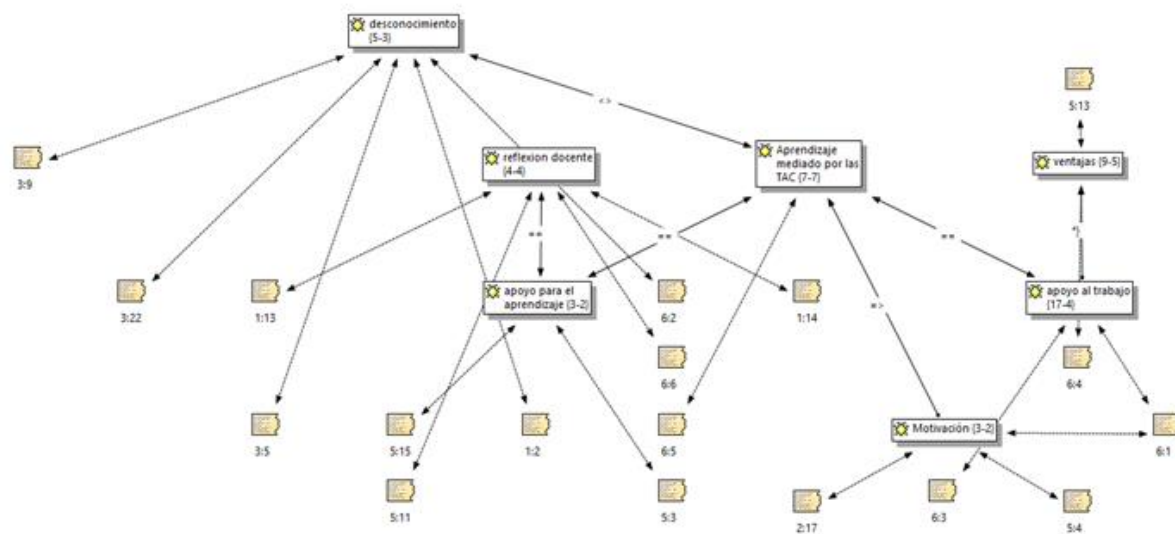 desconocimiento
{5-3}
5:13
reflexion docente
{4-4}
Aprendizaje
mediado por las
TAC {7-7}
ventajas {9-5}
3:9
<>
==
==
==
*}
3:22
1:13
apoyo para el
aprendizaje {3-2}
6:2
1:14
apoyo al trabajo
{17-4}
=>
6:6
6:4
3:5
5:15
1:2
6:5
Motivación {3-2}
6:1
5:11
5:3
2:17
6:3
5:4